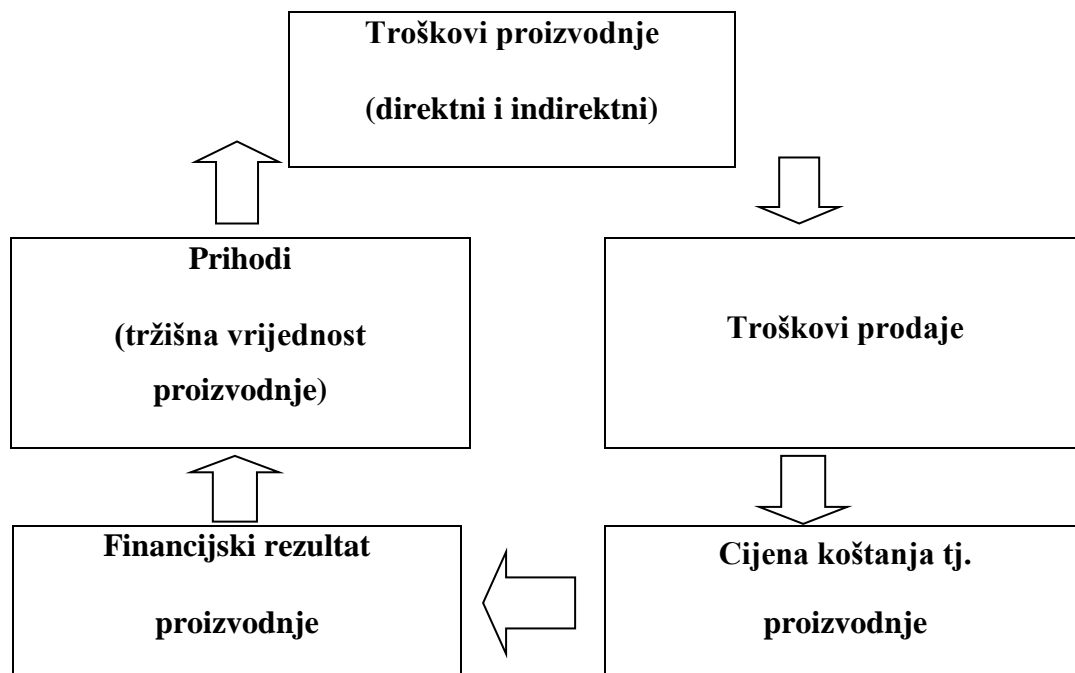 Troškovi proizvodnje
(direktni i indirektni)
Prihodi
(tržišna vrijednost
proizvodnje)
Troškovi prodaje
Financijski rezultat
proizvodnje
Cijena koštanja tj.
proizvodnje